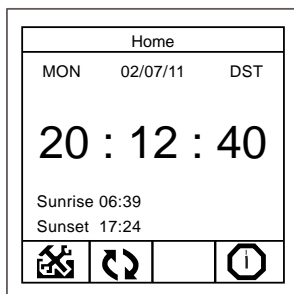 Home
MON 02/07/11 DST
20 : 12 : 40
Sunrise 06:39
Sunset 17:24
i